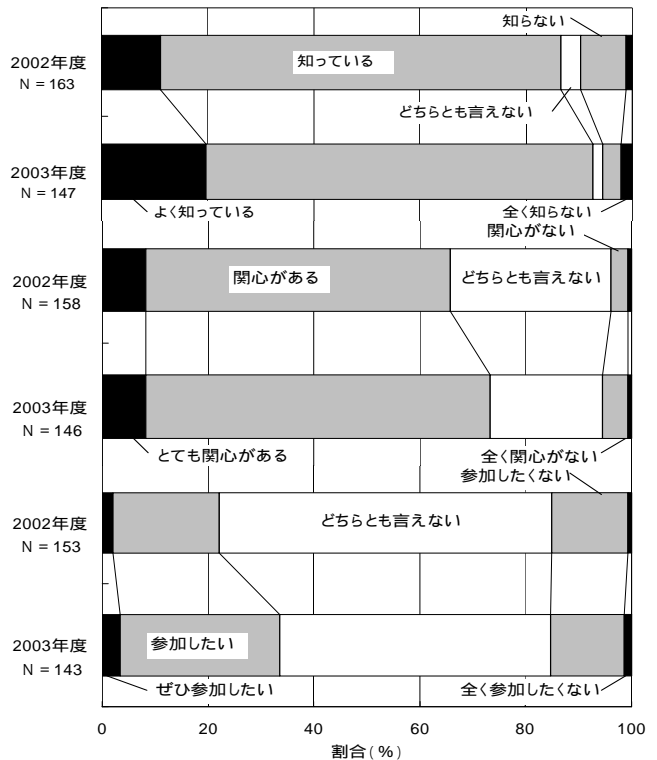 知らない
2002年度
N = 163
知っている
どちらとも言えない
2003年度
N = 147
よく知っている
全く知らない
関心がない
2002年度
N = 158
関心がある
どちらとも言えない
2003年度
N = 146
とても関心がある
全く関心がない
参加したくない
2002年度
N = 153
どちらとも言えない
2003年度
N = 143
参加したい
ぜひ参加したい
全く参加したくない
0 20 40 60 80 100
割合(%)